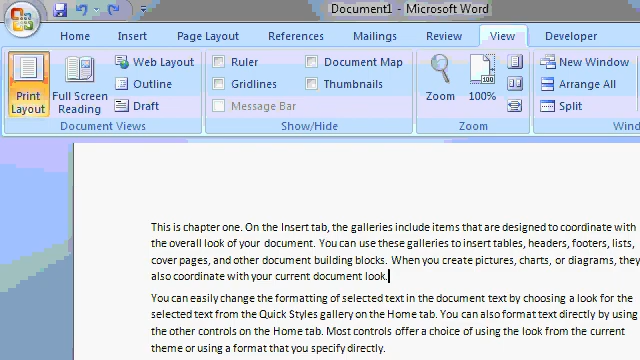 Document1 - Microsoft Word
Home Insert Page Layout References Mailings Review View Developer
Print Layout
Full Screen Reading
Web Layout
Outline
Draft
Document Views
Ruler
Gridlines
Message Bar
Document Map
Thumbnails
Show/Hide
Zoom
100
100%
Zoom
New Window
Arrange All
Split
Wind
This is chapter one. On the Insert tab, the galleries include items that are designed to coordinate with
the overall look of your document. You can use these galleries to insert tables, headers, footers, lists,
cover pages, and other document building blocks. When you create pictures, charts, or diagrams, they
also coordinate with your current document look.
You can easily change the formatting of selected text in the document text by choosing a look for the
selected text from the Quick Styles gallery on the Home tab. You can also format text directly by using
the other controls on the Home tab. Most controls offer a choice of using the look from the current
theme or using a format that you specify directly.